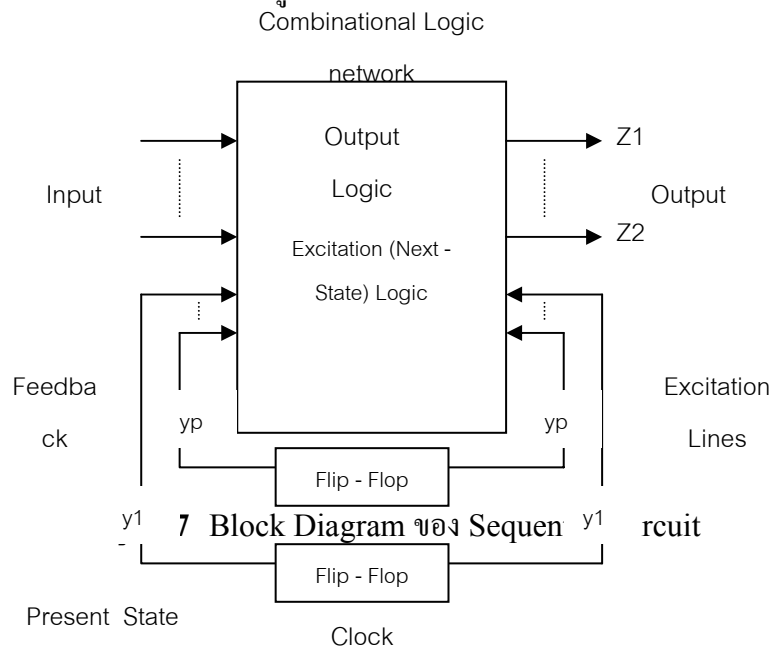 Combinational Logic
network
Output
Z1
Logic
Input
Output
Z2
Excitation (Next -
State) Logic
Feedba
ck
Excitation
Lines
yp
yp
Flip - Flop
y1
7 Block Diagram ของ Sequen
y1
rcuit
Flip - Flop
Present State
Clock